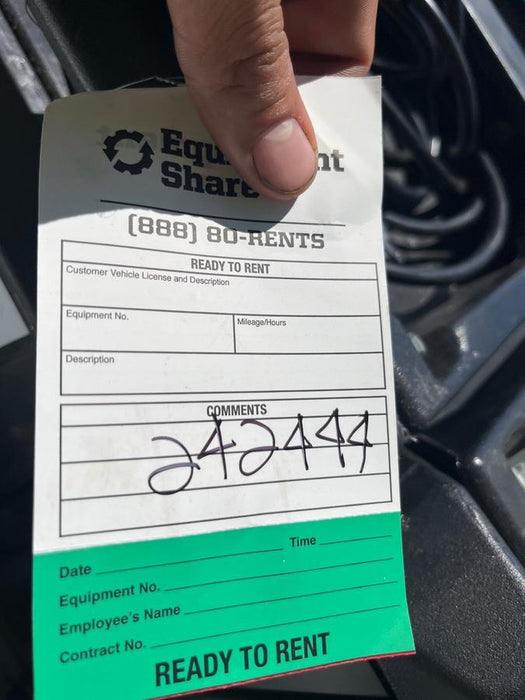 Share
(888) 80-RENTS
READY TO RENT
Customer Vehicle License and Description
Equipment No.
Mileage/Hours
Description
COMMENTS
242444
Date
Time
Equipment No.
Employee's Name
Contract No.
READY TO RENT